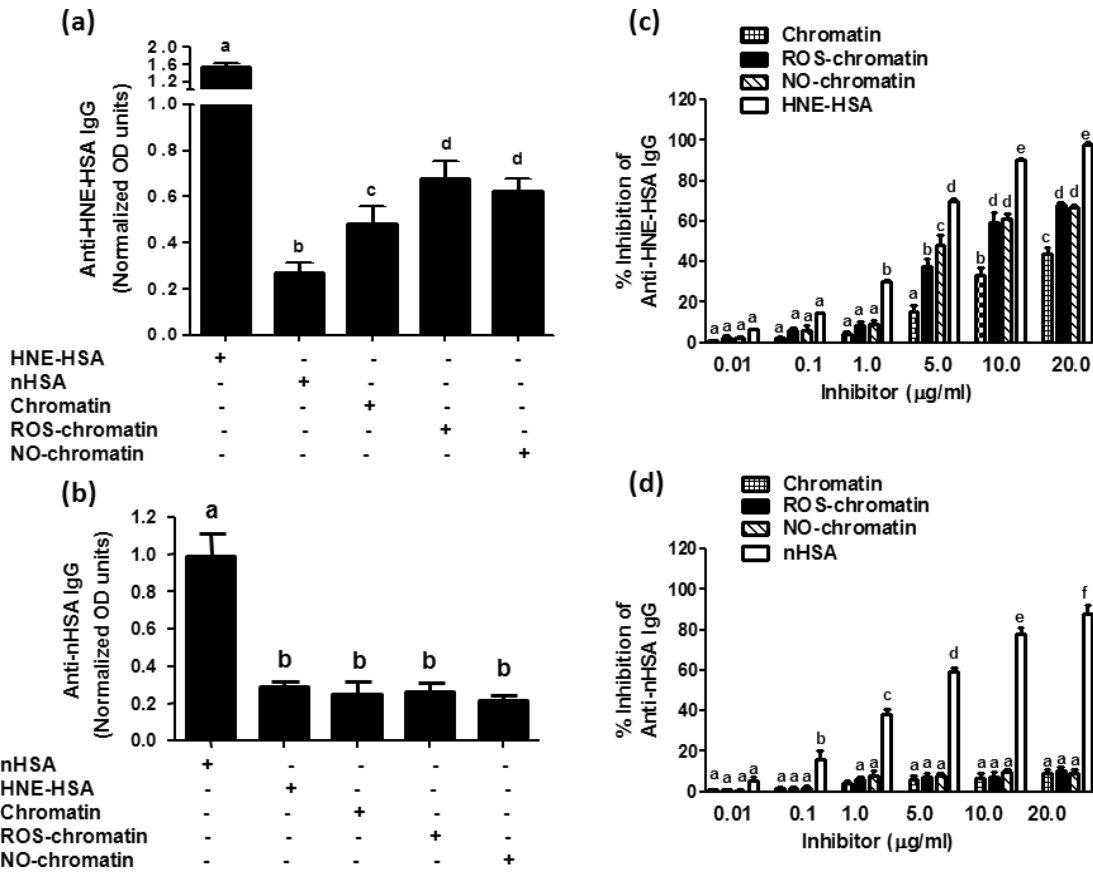 (a)
Anti-HNE-HSA IgG
(Normalized OD units)
2.0
1.6
1.2
1.0
0.8
0.6
0.4
0.2
0.0
a
b
c
d
d
HNE-HSA + - - - -
nHSA - + - - -
Chromatin - - + - -
ROS-chromatin - - - + -
NO-chromatin - - - - +
(b)
Anti-nHSA IgG
(Normalized OD units)
1.2
1.0
0.8
0.6
0.4
0.2
0.0
a
b
b
b
b
nHSA + - - - -
HNE-HSA - + - - -
Chromatin - - + - -
ROS-chromatin - - - + -
NO-chromatin - - - - +
(c)
Chromatin
ROS-chromatin
NO-chromatin
HNE-HSA
% Inhibition of
Anti-HNE-HSA IgG
120
100
80
60
40
20
0
a a a a
a a a a
a a a b
a b c d
b d d e
c d d e
0.01 0.1 1.0 5.0 10.0 20.0
Inhibitor (µg/ml)
(d)
Chromatin
ROS-chromatin
NO-chromatin
nHSA
% Inhibition of
Anti-nHSA IgG
120
100
80
60
40
20
0
a a a a
a a a b
a a a c
a a a d
a a a e
a a a f
0.01 0.1 1.0 5.0 10.0 20.0
Inhibitor (µg/ml)